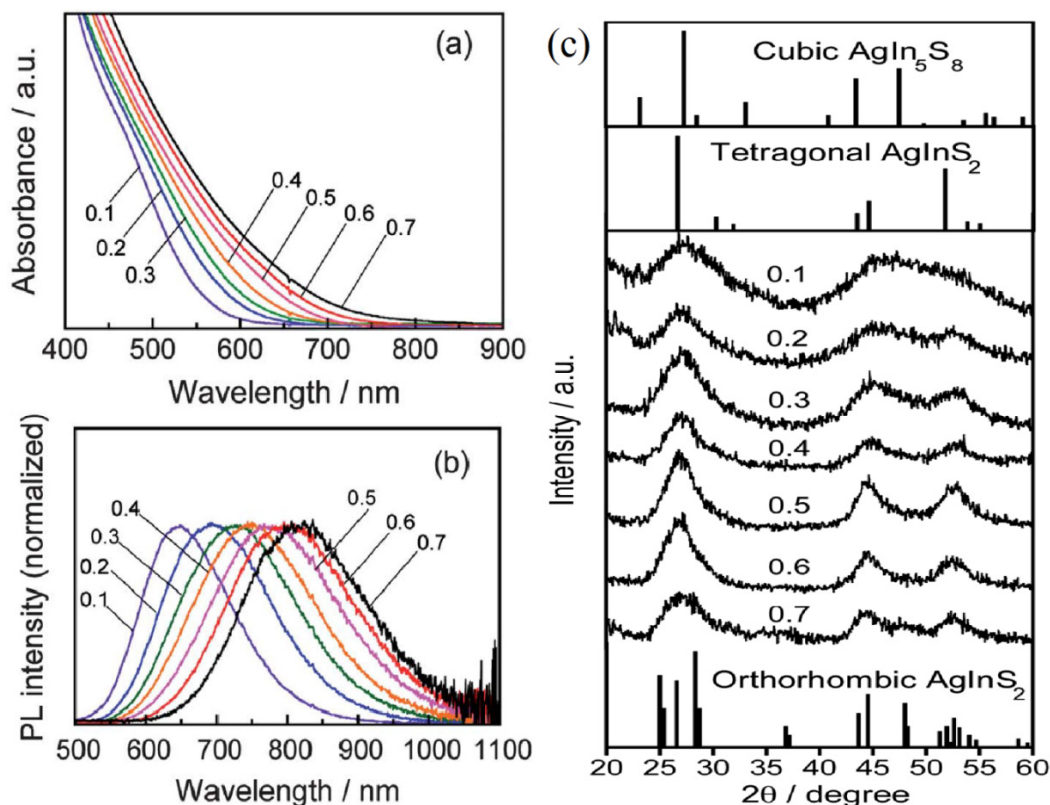 (a)
Absorbance / a.u.
0.1
0.2
0.3
0.4
0.5
0.6
0.7
400 500 600 700 800 900
Wavelength / nm
(b)
PL intensity (normalized)
0.4
0.3
0.2
0.1
0.5
0.6
0.7
500 600 700 800 900 1000 1100
Wavelength / nm
(c)
Cubic AgIn₅S₈
Tetragonal AgInS₂
Intensity / a.u.
0.1
0.2
0.3
0.4
0.5
0.6
0.7
Orthorhombic AgInS₂
20 30 40 45 50 60
2θ / degree